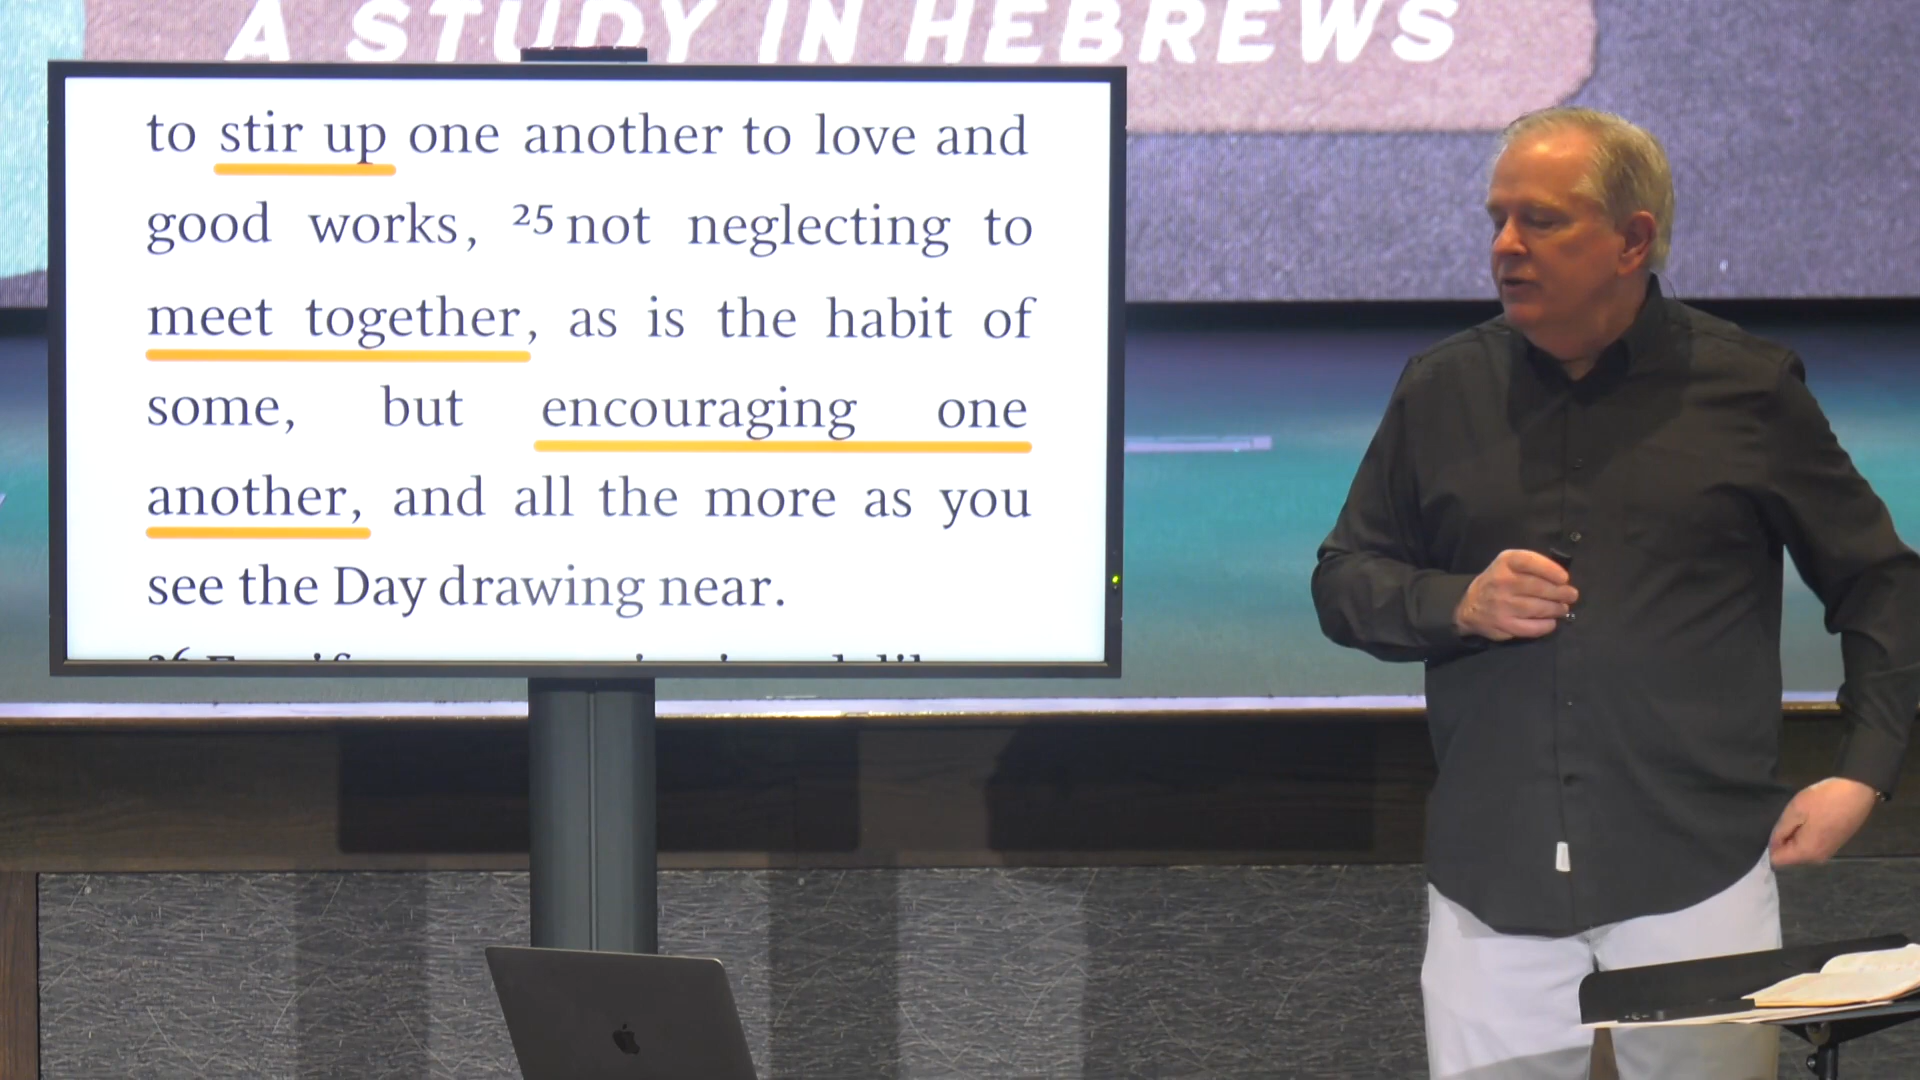 A STUDY IN HEBREWS
to stir up one another to love and
good works, 25 not neglecting to
meet together, as is the habit of
some, but encouraging one
another, and all the more as you
see the Day drawing near.